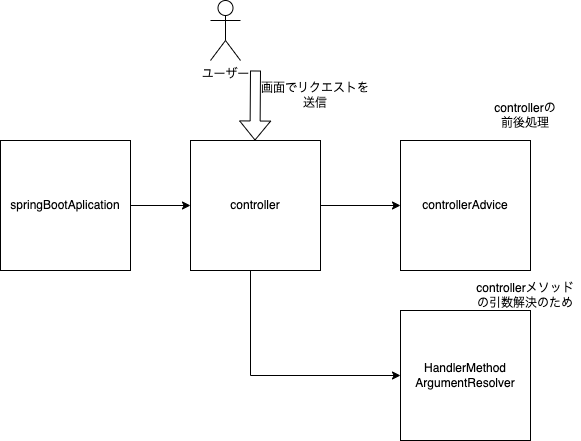 ユーザー
画面でリクエストを
送信
controllerの
前後処理
springBootAplication
controller
controllerAdvice
controllerメソッド
の引数解決のため
HandlerMethod
ArgumentResolver